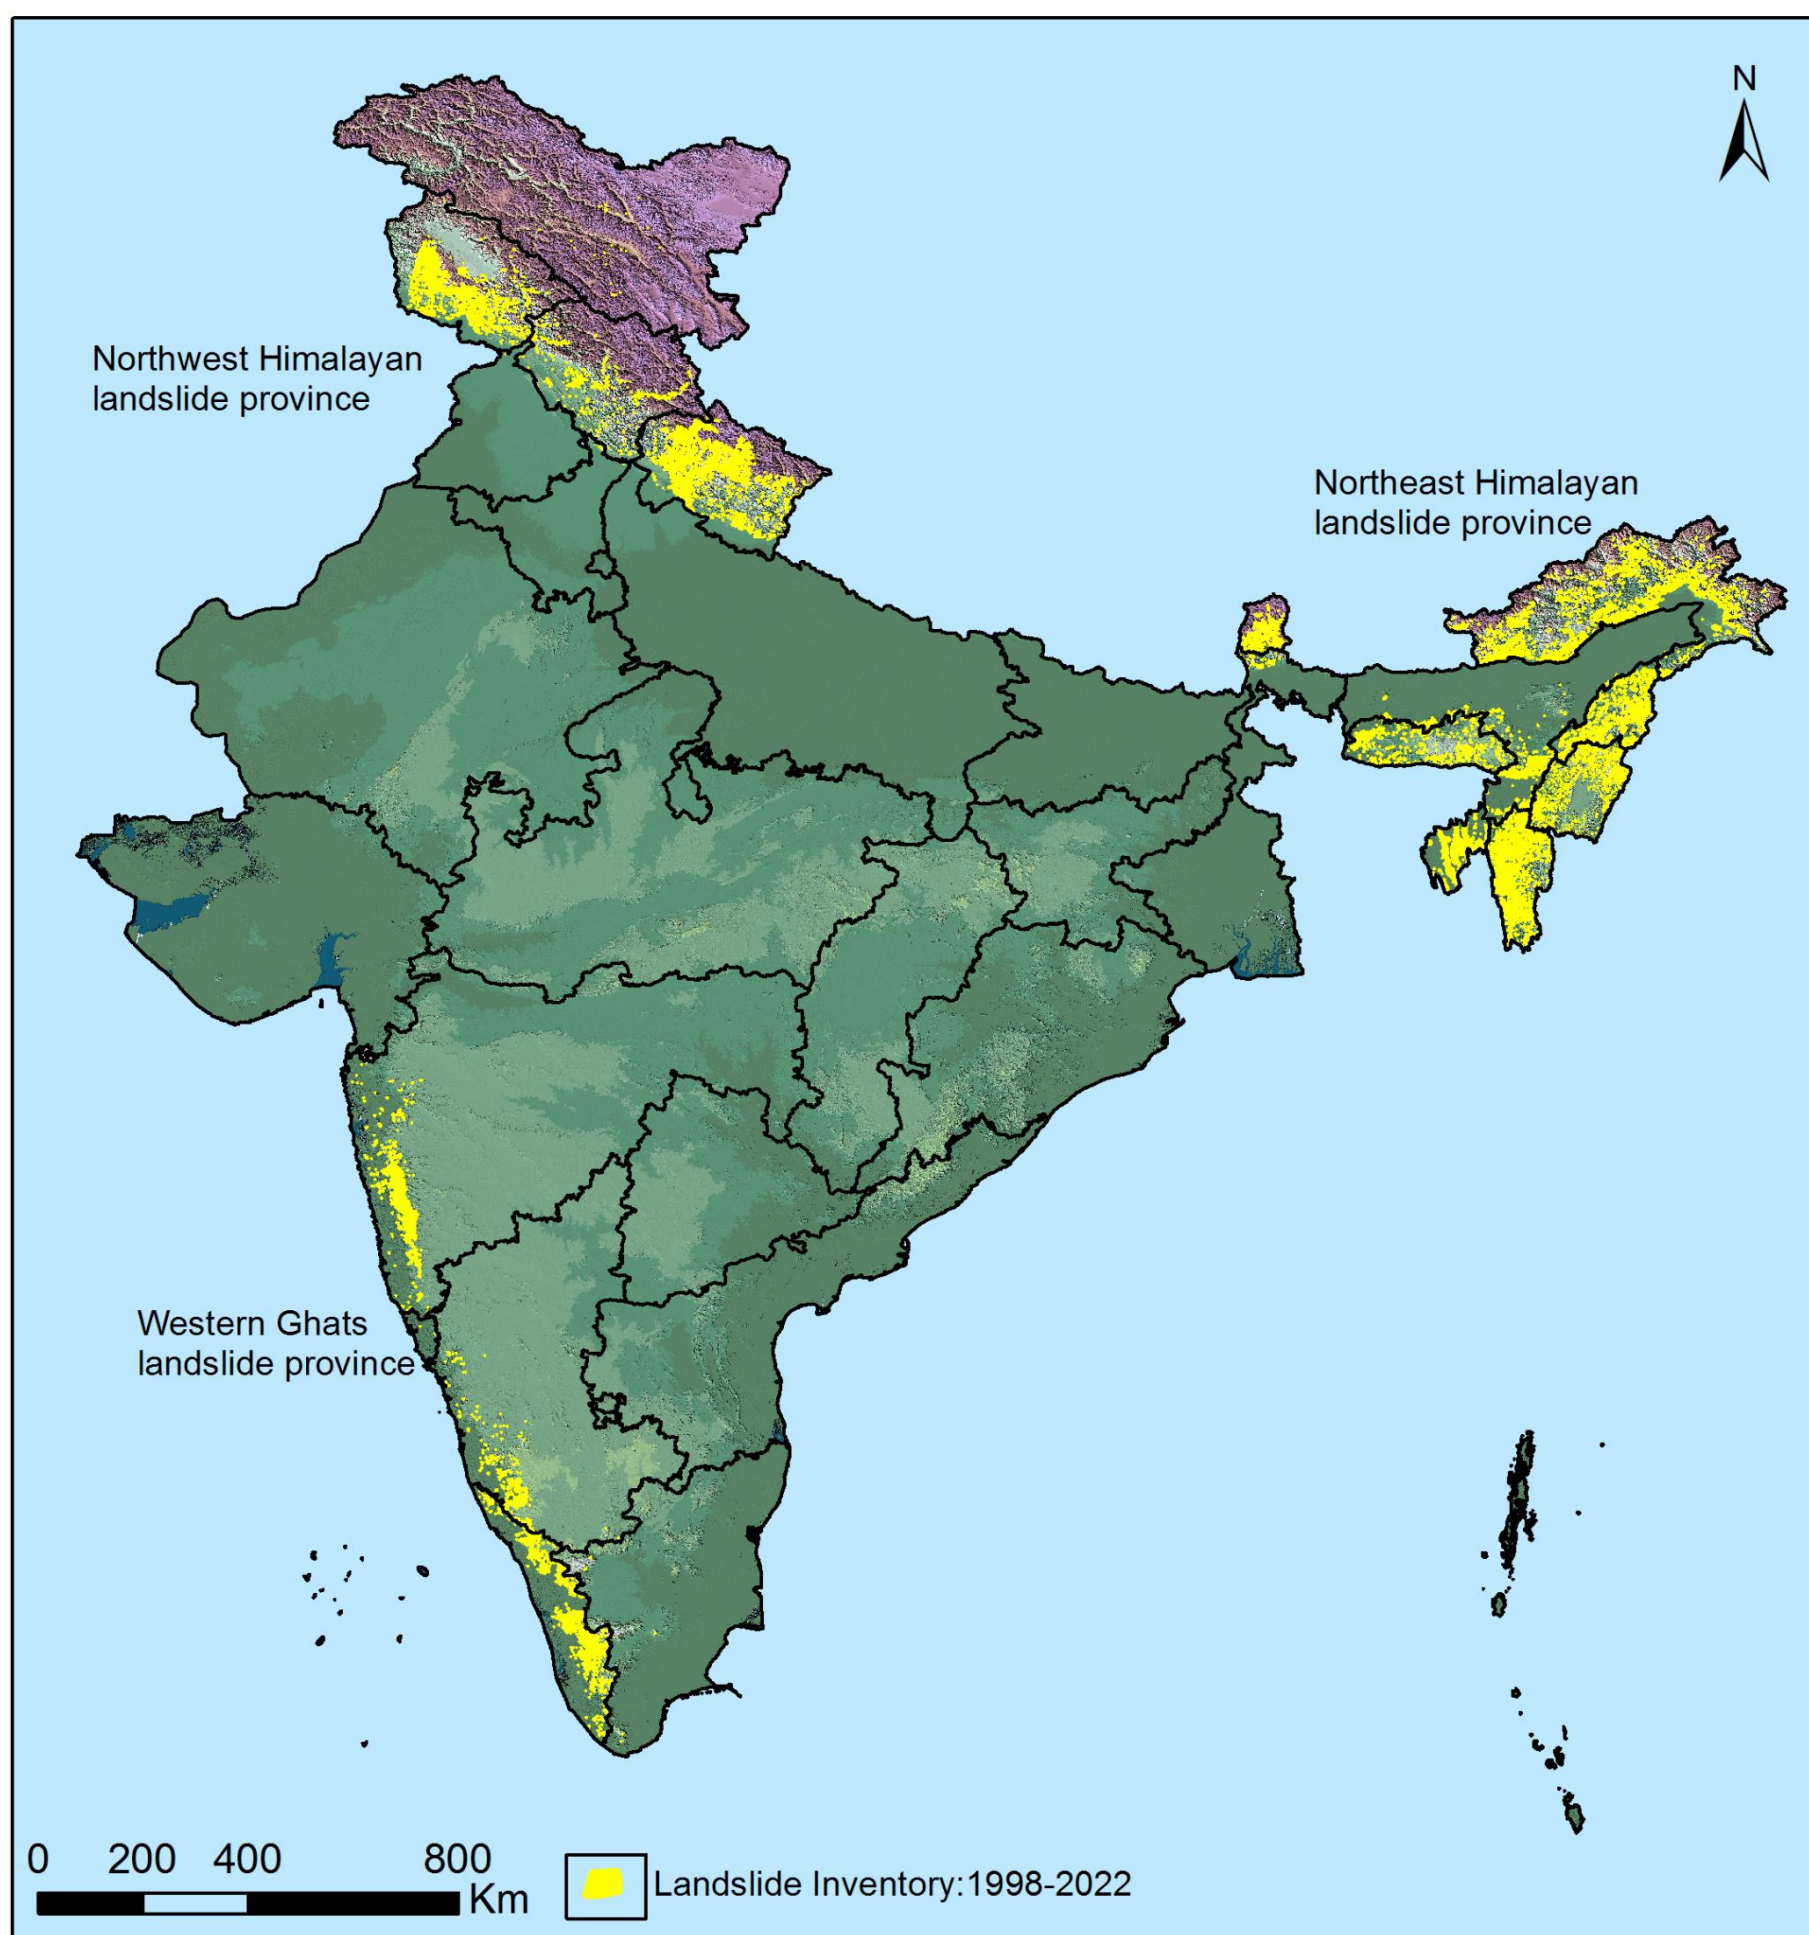 N
Northwest Himalayan
landslide province
Northeast Himalayan
landslide province
Western Ghats
landslide province
0 200 400 800
Km
Landslide Inventory:1998-2022